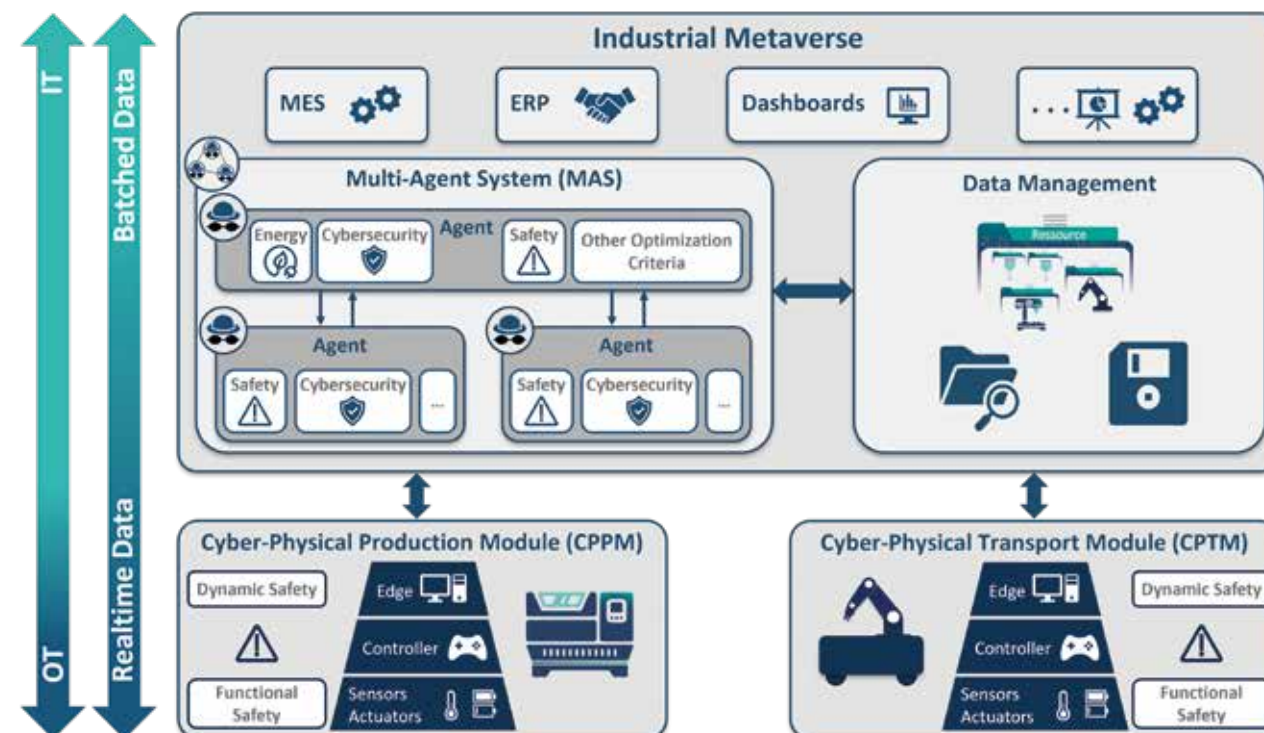 IT
Batched Data
Realtime Data
OT
Industrial Metaverse
MES
ERP
Dashboards
...
Multi-Agent System (MAS)
Agent
Energy
Cybersecurity
Safety
Other Optimization
Criteria
Agent
Safety
Cybersecurity
...
Agent
Safety
Cybersecurity
...
Data Management
Ressource
Cyber-Physical Production Module (CPPM)
Dynamic Safety
Functional
Safety
Edge
Controller
Sensors
Actuators
Cyber-Physical Transport Module (CPTM)
Edge
Controller
Sensors
Actuators
Dynamic Safety
Functional
Safety